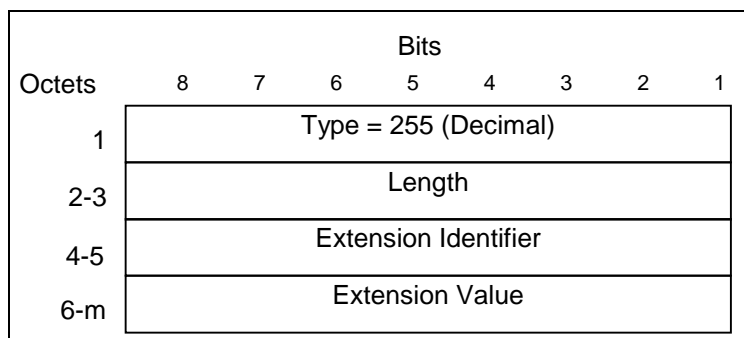 Bits
Octets 8 7 6 5 4 3 2 1
1 Type = 255 (Decimal)
2-3 Length
4-5 Extension Identifier
6-m Extension Value